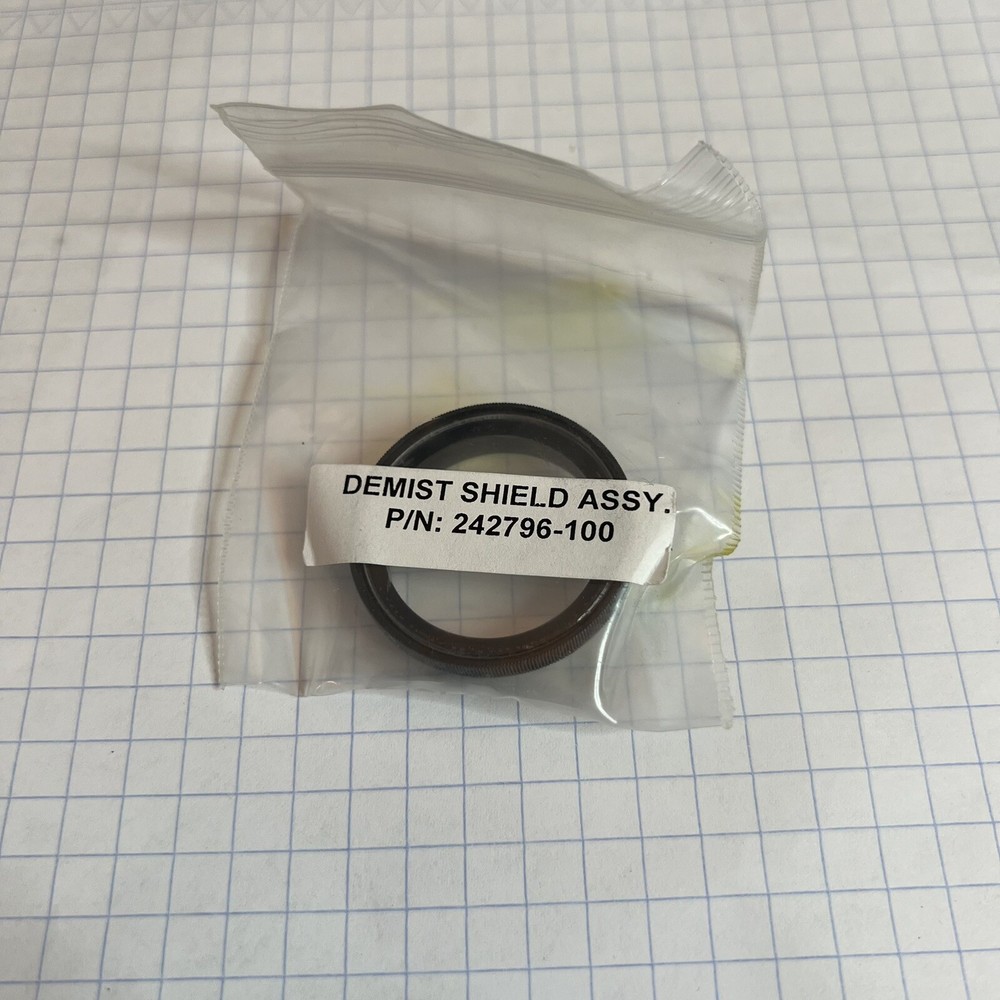 DEMIST SHIELD ASSY.
P/N: 242796-100